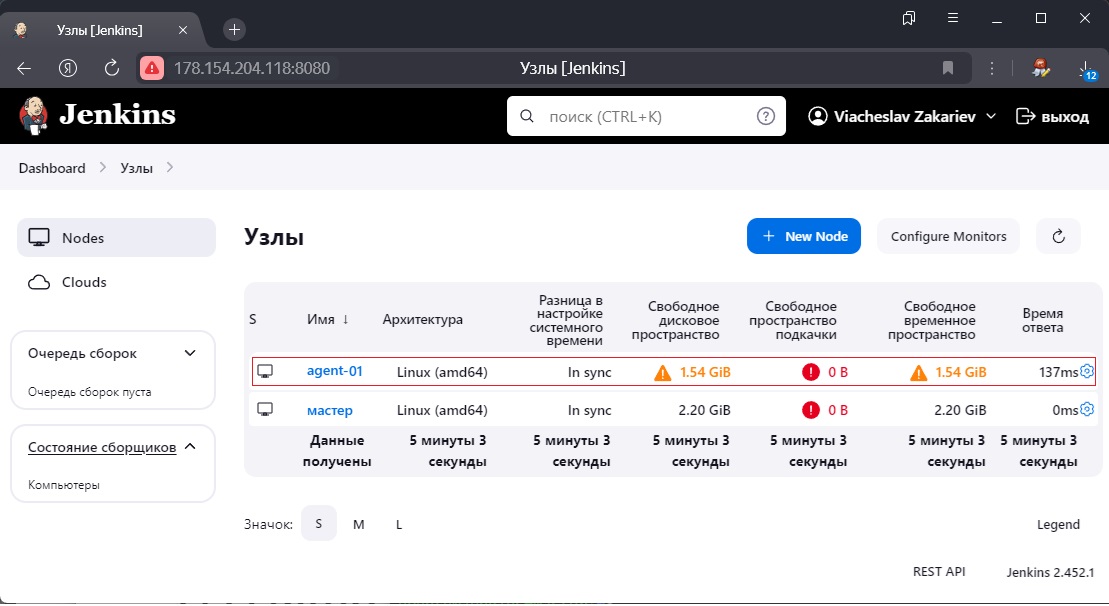 Узлы [Jenkins]
178.154.204.118:8080
Узлы [Jenkins]
12
Jenkins
поиск (CTRL+K)
?
Viacheslav Zakariev
выход
Dashboard
Узлы
Nodes
Clouds
Очередь сборок
Очередь сборок пуста
Состояние сборщиков
Компьютеры
Узлы
+ New Node
Configure Monitors
S
Имя ↓
Архитектура
Разница в
настройке
системного
времени
Свободное
дисковое
пространство
Свободное
пространство
подкачки
Свободное
временное
пространство
Время
ответа
agent-01 Linux (amd64) In sync 1.54 GiB 0 B 1.54 GiB 137ms
мастер Linux (amd64) In sync 2.20 GiB 0 B 2.20 GiB 0ms
Данные 5 минуты 3 5 минуты 3 5 минуты 3 5 минуты 3 5 минуты 3 5 минуты 3
получены секунды секунды секунды секунды секунды секунды
Значок: S M L
Legend
REST API
Jenkins 2.452.1